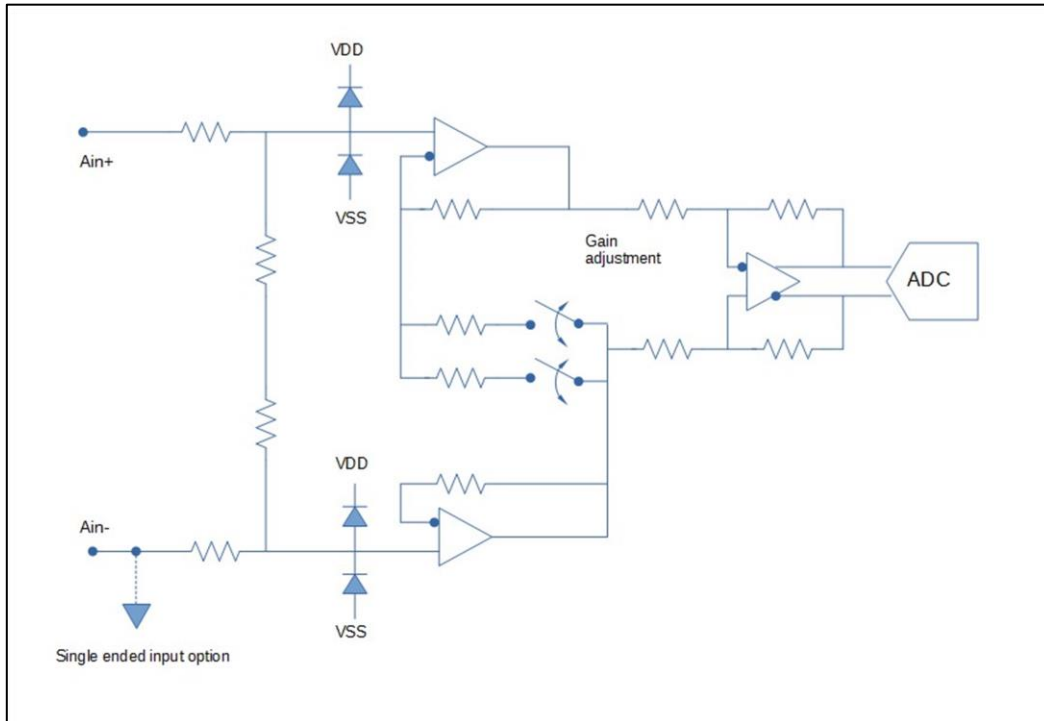 VDD
Ain+
VSS
Gain
adjustment
ADC
VDD
Ain-
VSS
Single ended input option